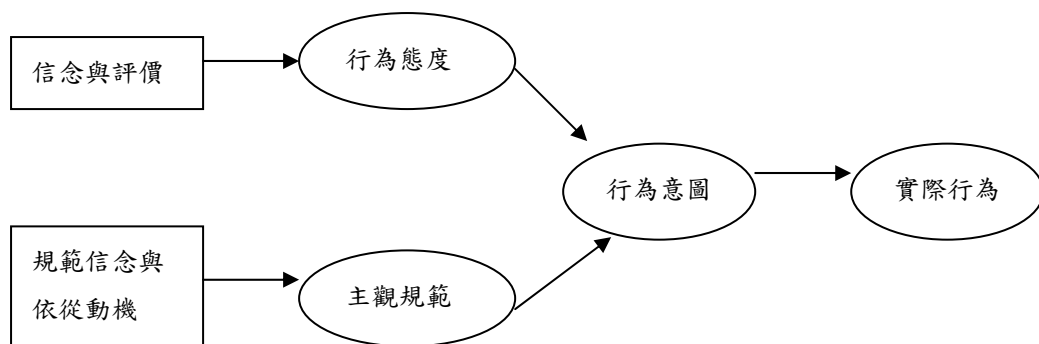 信念與評價
行為態度
行為意圖
實際行為
規範信念與
依從動機
主觀規範